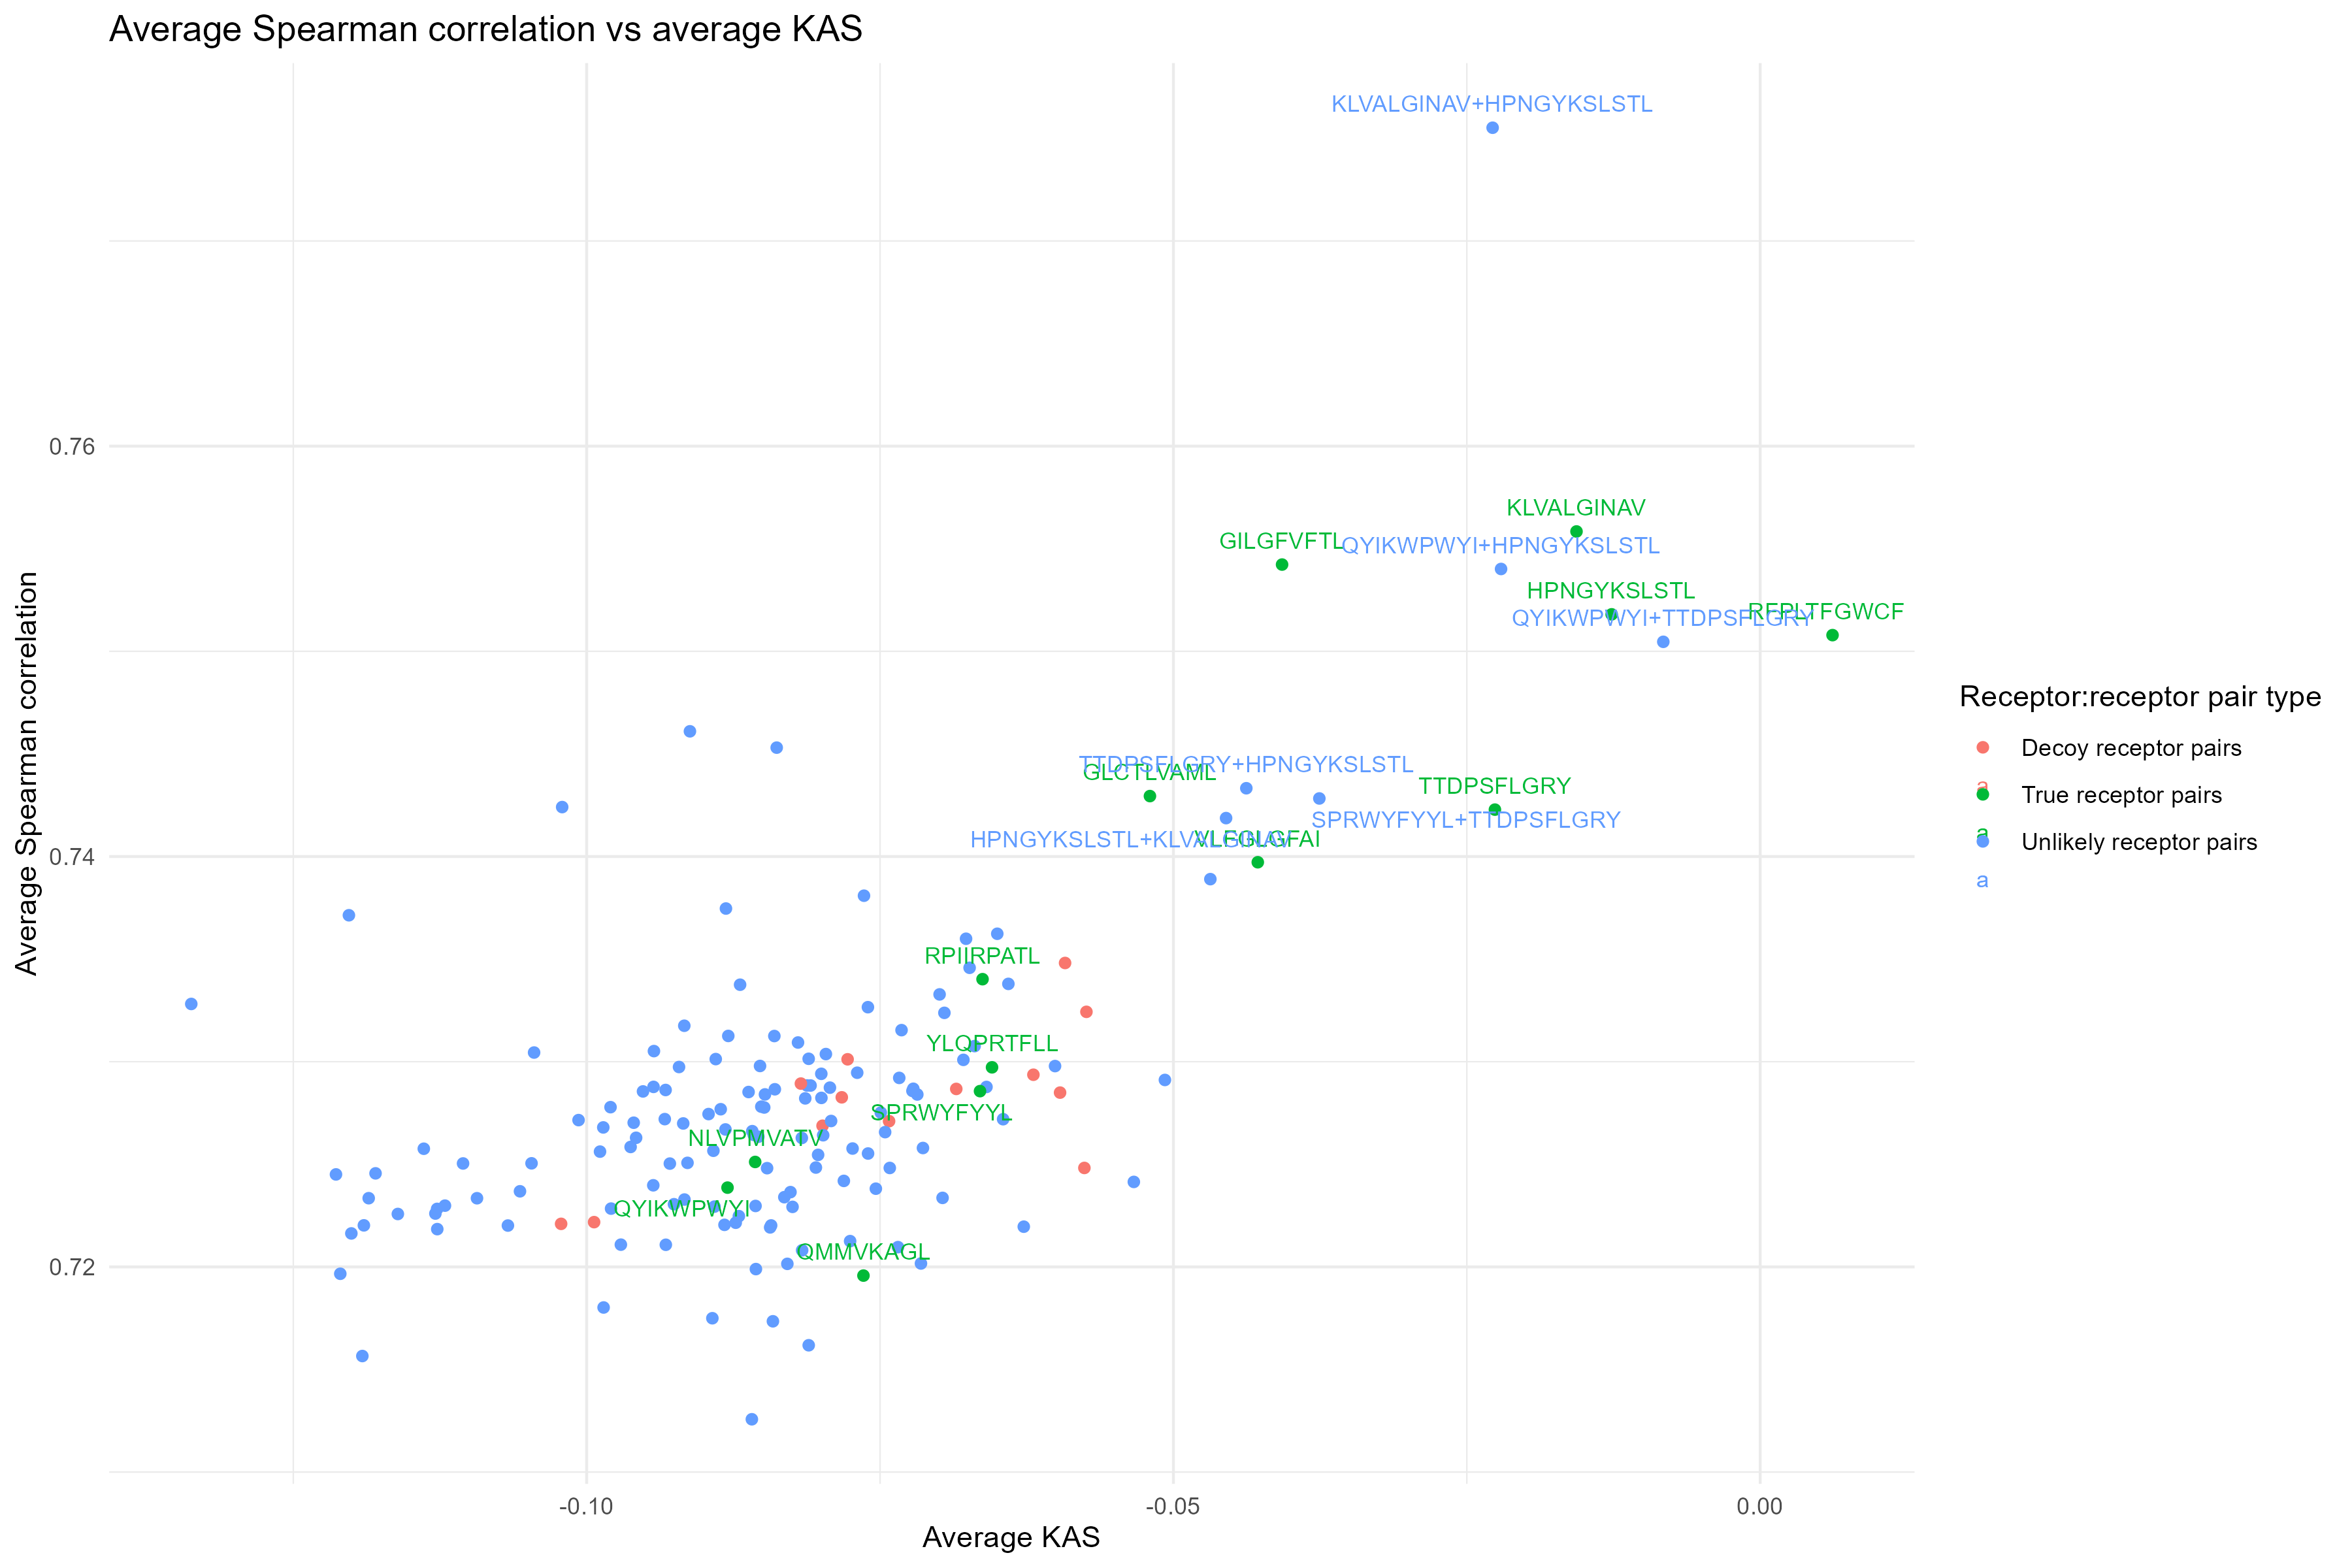 Average Spearman correlation vs average KAS
KLVALGINAV+HPNGYKSLSTL
0.76
KLVALGINAV
GILGFVFTL
QYIKWPWYI+HPNGYKSLSTL
HPNGYKSLSTL
RFPLTFGWCF
QYIKWPWYI+TTDPSFLGRY
Average Spearman correlation
Receptor:receptor pair type
Decoy receptor pairs
a
True receptor pairs
a
Unlikely receptor pairs
a
TTDPSFLGRY+HPNGYKSLSTL
GLCTLVAML
TTDPSFLGRY
SPRWYFYYL+TTDPSFLGRY
HPNGYKSLSTL+KLVALGINAV
VLFGLGFAI
0.74
RPIIRPATL
YLQPRTFLL
SPRWYFYYL
NLVPMVATV
QYIKWPWYI
QMMVKAGL
0.72
-0.10
-0.05
0.00
Average KAS